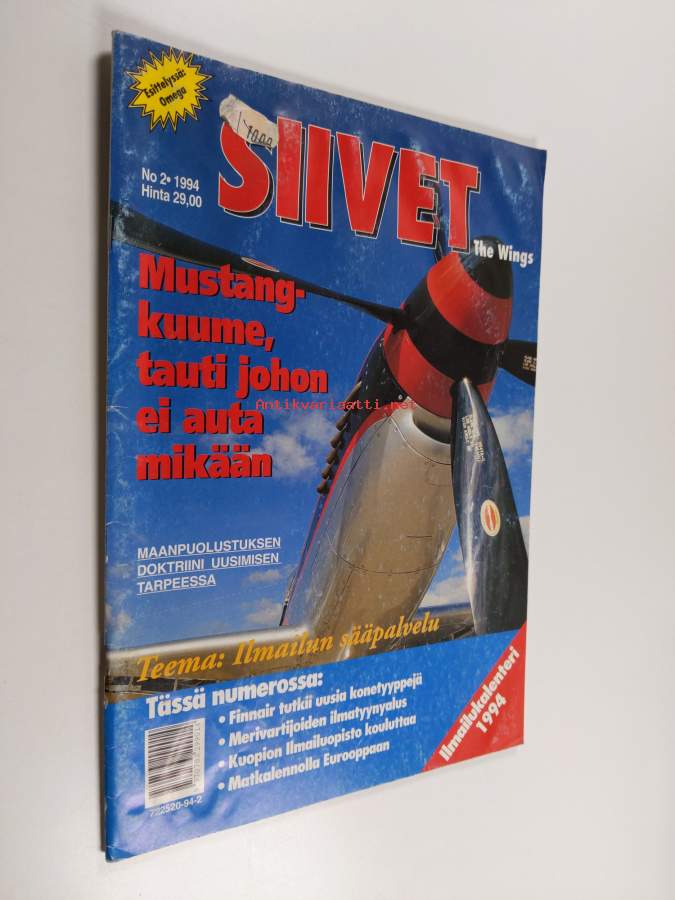 Esittelyssä:
Omega
SIIVET
The Wings
No 2• 1994
Hinta 29,00
Mustang-
kuume,
tauti johon
ei auta
mikään
Antikvariaatti.net
MAANPUOLUSTUKSEN
DOKTRIINI UUSIMISEN
TARPEESSA
Teema: Ilmailun sääpalvelu
Tässä numerossa:
• Finnair tutkii uusia konetyyppejä
• Merivartijoiden ilmatyynyalus
• Kuopion Ilmailuopisto kouluttaa
• Matkalennolla Eurooppaan
Ilmailukalenteri
1994
722520-94-2